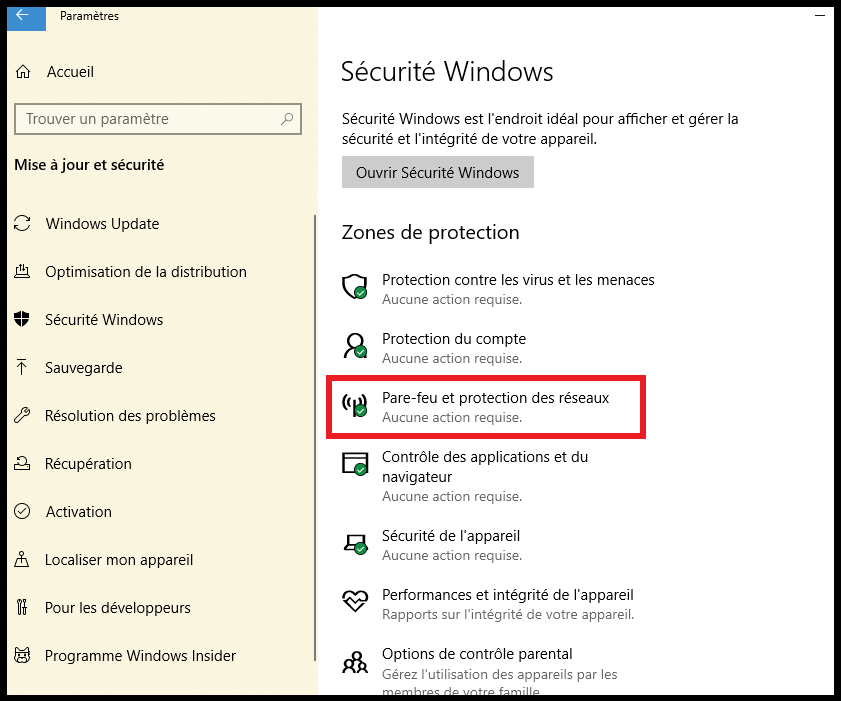 Paramètres
Accueil
Trouver un paramètre
Mise à jour et sécurité
Windows Update
Optimisation de la distribution
Sécurité Windows
Sauvegarde
Résolution des problèmes
Récupération
Activation
Localiser mon appareil
Pour les développeurs
Programme Windows Insider
Sécurité Windows
Sécurité Windows est l'endroit idéal pour afficher et gérer la
sécurité et l'intégrité de votre appareil.
Ouvrir Sécurité Windows
Zones de protection
Protection contre les virus et les menaces
Aucune action requise.
Protection du compte
Aucune action requise.
Pare-feu et protection des réseaux
Aucune action requise.
Contrôle des applications et du
navigateur
Aucune action requise.
Sécurité de l'appareil
Aucune action requise.
Performances et intégrité de l'appareil
Rapports sur l'intégrité de votre appareil.
Options de contrôle parental
Gérez l'utilisation des appareils par les
membres de votre famille